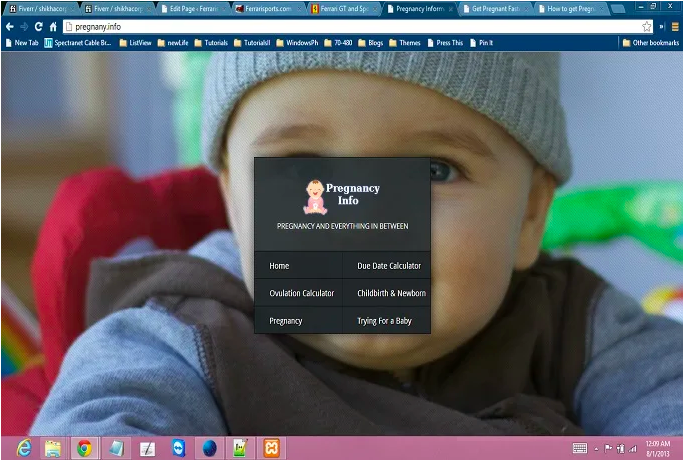 Fiverr / shikhacorp
Fiverr / shikhacorp
Edit Page ‹ Ferrari
Ferrarisports.com
Ferrari GT and Spo
Pregnancy Informa
Get Pregnant Fast
How to get Pregn
pregnany.info
New Tab
Spectranet Cable Br...
ListView
newLife
Tutorials
Tutorials!!
WindowsPh
70-480
Blogs
Themes
Press This
Pin It
Other bookmarks
Pregnancy
Info
PREGNANCY AND EVERYTHING IN BETWEEN
Home
Due Date Calculator
Ovulation Calculator
Childbirth & Newborn
Pregnancy
Trying For a Baby
12:09 AM
8/1/2013